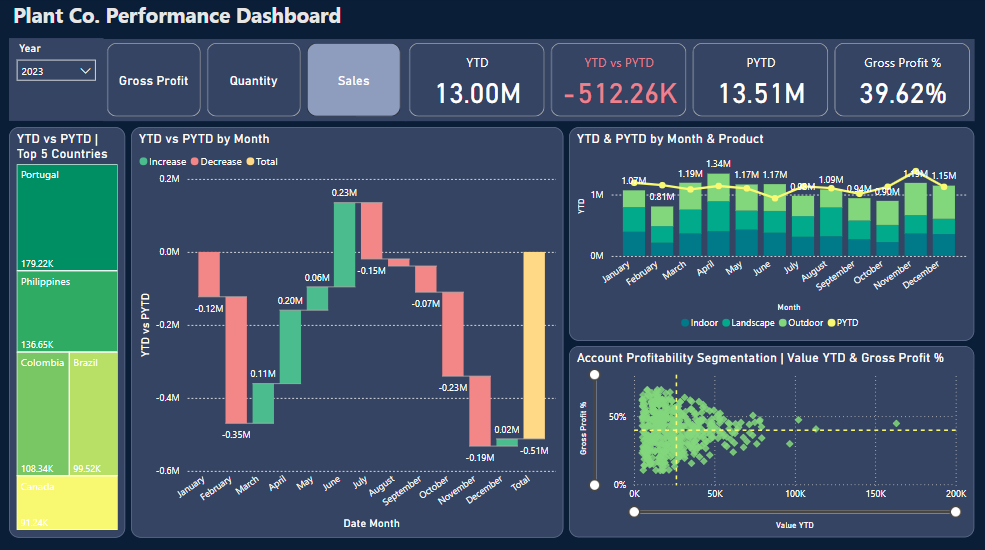 Plant Co. Performance Dashboard
Year
2023
Gross Profit
Quantity
Sales
YTD
13.00M
YTD vs PYTD
-512.26K
PYTD
13.51M
Gross Profit %
39.62%
YTD vs PYTD |
Top 5 Countries
Portugal
179.22K
Philippines
136.65K
Colombia
108.34K
Brazil
99.52K
Canada
YTD vs PYTD by Month
Increase Decrease Total
YTD vs PYTD
0.2M
0.0M
-0.2M
-0.4M
-0.6M
-0.12M
-0.35M
0.11M
0.20M
0.06M
0.23M
-0.15M
-0.07M
-0.23M
-0.19M
0.02M
-0.51M
January
February
March
April
May
June
July
August
September
October
November
December
Total
Date Month
YTD & PYTD by Month & Product
YTD
1M
0M
1.07M
0.81M
1.19M
1.34M
1.17M
1.17M
1.09M
0.94M
0.90M
1.19M
1.15M
January
February
March
April
May
June
July
August
September
October
November
December
Month
Indoor Landscape Outdoor PYTD
Account Profitability Segmentation | Value YTD & Gross Profit %
Gross Profit %
50%
0%
0K
50K
100K
150K
200K
Value YTD